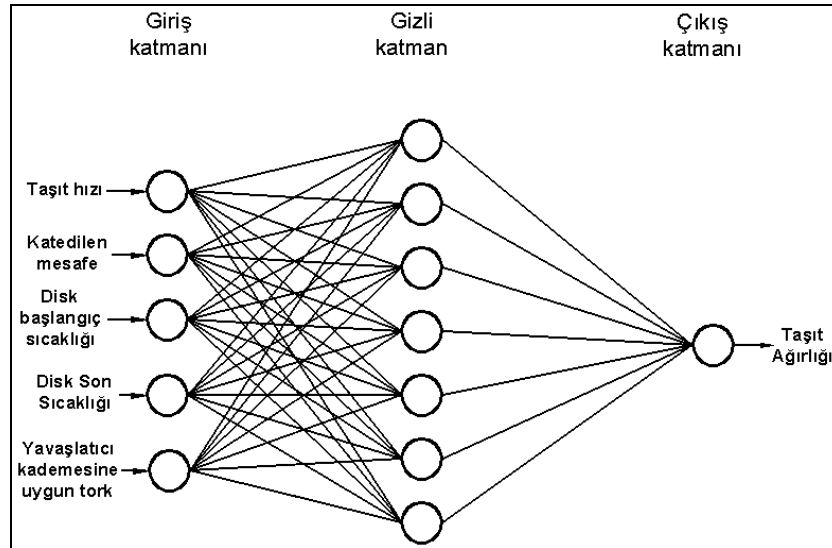 Giriş
katmanı
Gizli
katman
Çıkış
katmanı
Taşıt hızı
Katedilen
mesafe
Disk
başlangıç
sıcaklığı
Disk Son
Sıcaklığı
Yavaşlatıcı
kademesine
uygun tork
Taşıt
Ağırlığı